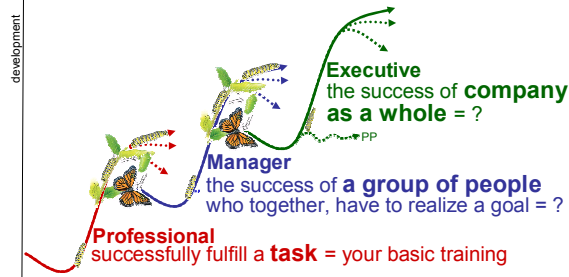 development
Executive
the success of company
as a whole = ?
PP
Manager
the success of a group of people
who together, have to realize a goal = ?
Professional
successfully fulfill a task = your basic training